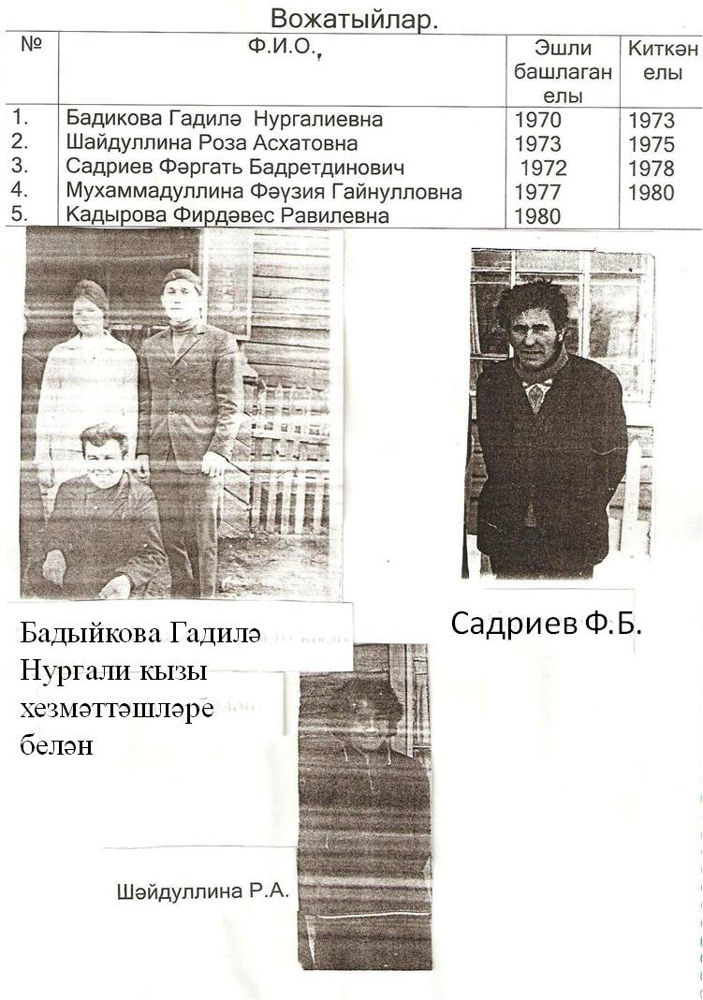 Вожатыйлар.
№ Ф.И.О., Эшли башлаган елы Киткән елы
1. Бадикова Гадилә Нургалиевна 1970 1973
2. Шайдуллина Роза Асхатовна 1973 1975
3. Садриев Фәргать Бадретдинович 1972 1978
4. Мухаммадуллина Фәүзия Гайнулловна 1977 1980
5. Кадырова Фирдәвес Равилевна 1980
Бадыйкова Гадилә
Нургали кызы
хезмәттәшләре
белән
Садриев Ф.Б.
Шәйдуллина Р.А.